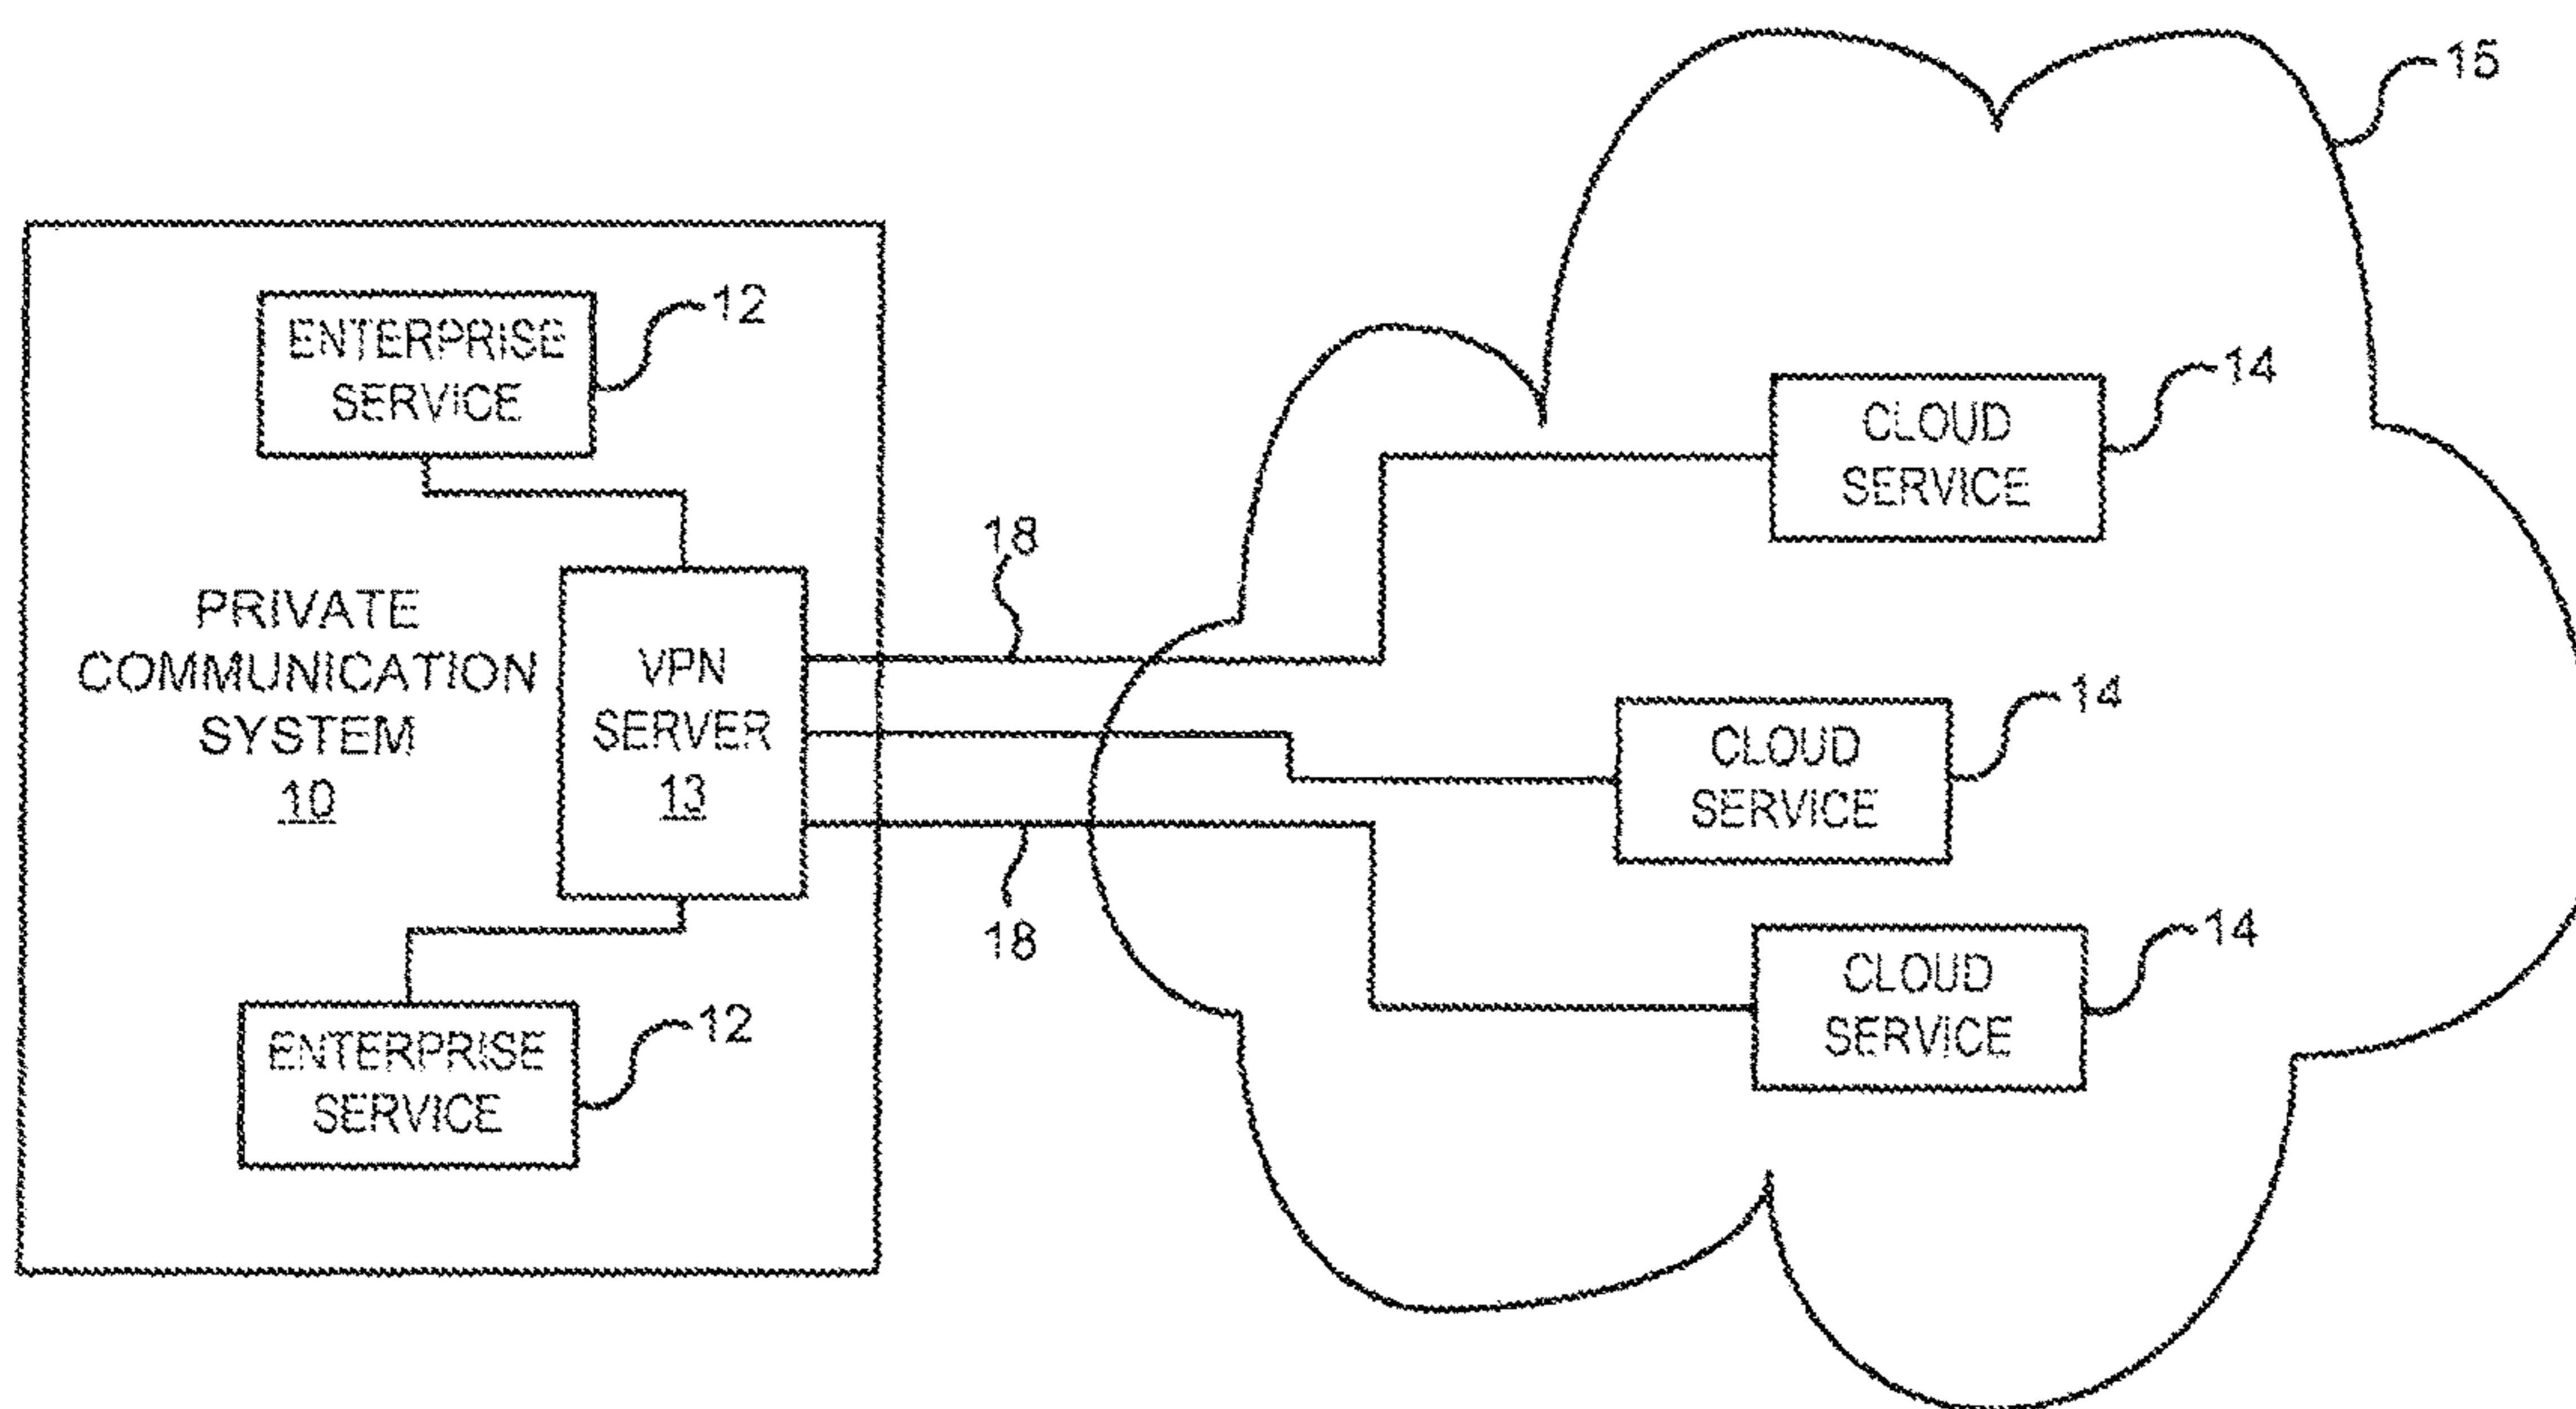 15
ENTERPRISE
SERVICE
12
CLOUD
SERVICE
14
18
PRIVATE
COMMUNICATION
SYSTEM
10
VPN
SERVER
13
CLOUD
SERVICE
14
18
CLOUD
SERVICE
14
ENTERPRISE
SERVICE
12